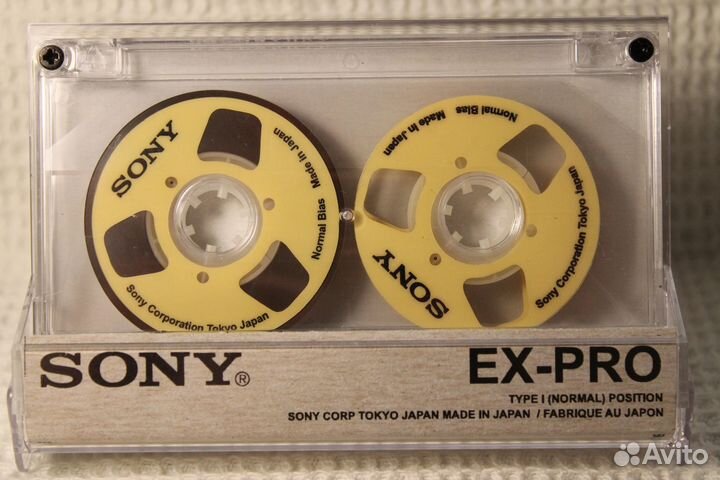 SONY
Made in Japan
Normal Bias
Sony Corporation Tokyo Japan
Normal Bias
Made in Japan
SONY
Sony Corporation Tokyo Japan
SONY®
EX-PRO
TYPE I (NORMAL) POSITION
SONY CORP TOKYO JAPAN MADE IN JAPAN / FABRIQUE AU JAPON
Avito